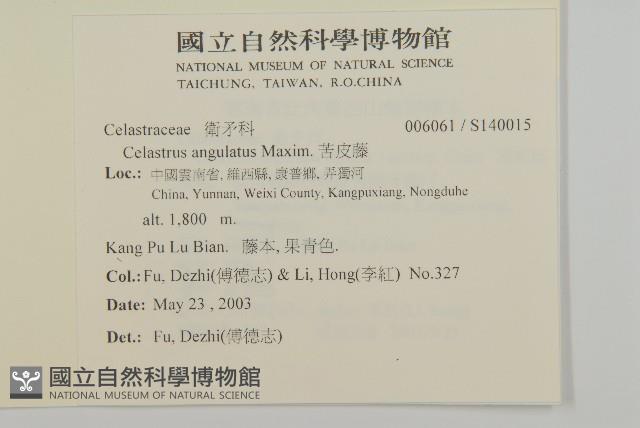 國立自然科學博物館
NATIONAL MUSEUM OF NATURAL SCIENCE
TAICHUNG, TAIWAN, R.O.CHINA
Celastraceae 衛矛科 006061 / S140015
Celastrus angulatus Maxim. 苦皮藤
Loc.: 中國雲南省, 維西縣, 康普鄉, 弄獨河
China, Yunnan, Weixi County, Kangpuxiang, Nongduhe
alt. 1,800 m.
Kang Pu Lu Bian. 藤本, 果青色.
Col.: Fu, Dezhi(傅德志) & Li, Hong(李紅) No.327
Date: May 23 , 2003
Det.: Fu, Dezhi(傅德志)
國立自然科學博物館
NATIONAL MUSEUM OF NATURAL SCIENCE